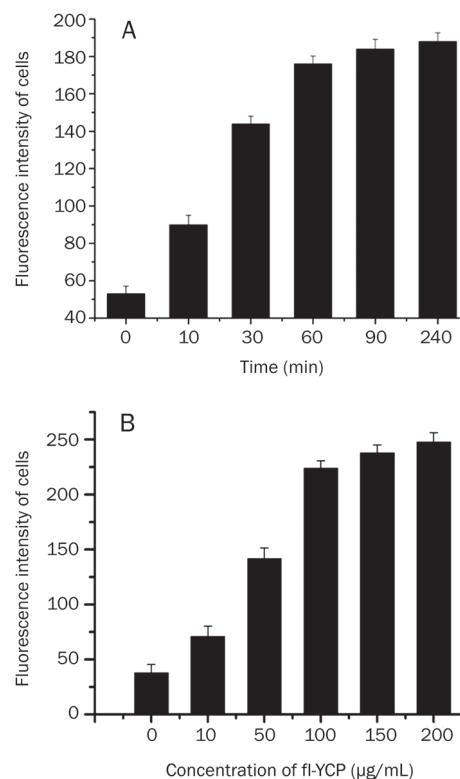 A
Fluorescence intensity of cells
200
180
160
140
120
100
80
60
40
0 10 30 60 90 240
Time (min)
B
Fluorescence intensity of cells
250
200
150
100
50
0
0 10 50 100 150 200
Concentration of fl-YCP (µg/mL)